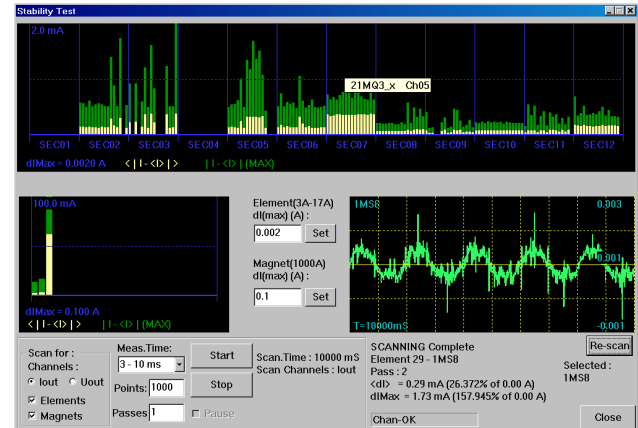 Stability Test
2.0 mA
21MQ3_x Ch05
SEC01 SEC02 SEC03 SEC04 SEC05 SEC06 SEC07 SEC08 SEC09 SEC10 SEC11 SEC12
dIMax = 0.0020 A < | I - <I> | > | I - <I> | (MAX)
100.0 mA
dIMax = 0.100 A
< | I - <I> | > | I - <I> | (MAX)
Element(3A-17A)
dI(max) (A) :
0.002 Set
Magnet(1000A)
dI(max) (A) :
0.1 Set
1MS8 0.003
0.001
T=10000mS -0.001
Scan for :
Channels :
Iout Uout
Elements
Magnets
Meas.Time:
3 - 10 ms
Points: 1000
Passes 1
Start
Stop
Pause
Scan.Time : 10000 mS
Scan Channels : Iout
SCANNING Complete
Element 29 - 1MS8
Pass : 2
<dI> = 0.29 mA (26.372% of 0.00 A)
dIMax = 1.73 mA (157.945% of 0.00 A)
Chan-OK
Re-scan
Selected :
1MS8
Close